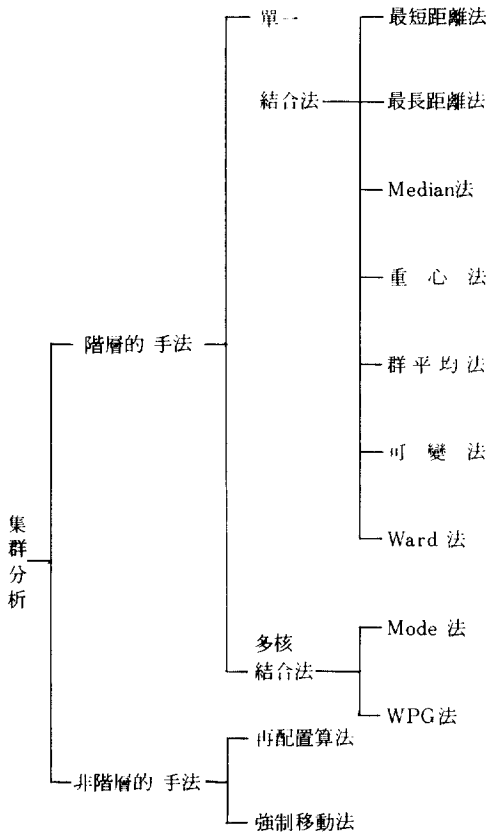 單一
最短距離法
結合法
最長距離法
Median法
重心法
階層的 手法
群平均法
可變法
集群分析
Ward 法
多核
結合法
Mode 法
WPG法
再配置算法
非階層的 手法
強制移動法